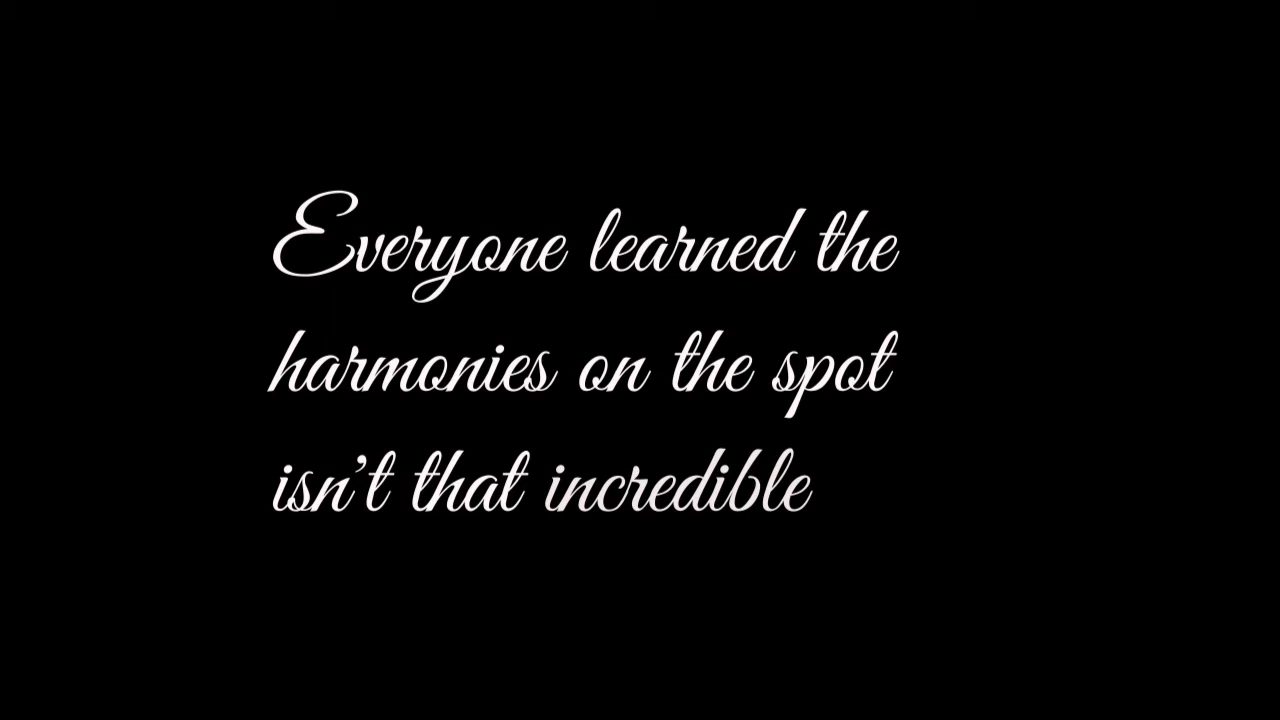 Everyone learned the
harmonies on the spot
isn't that incredible